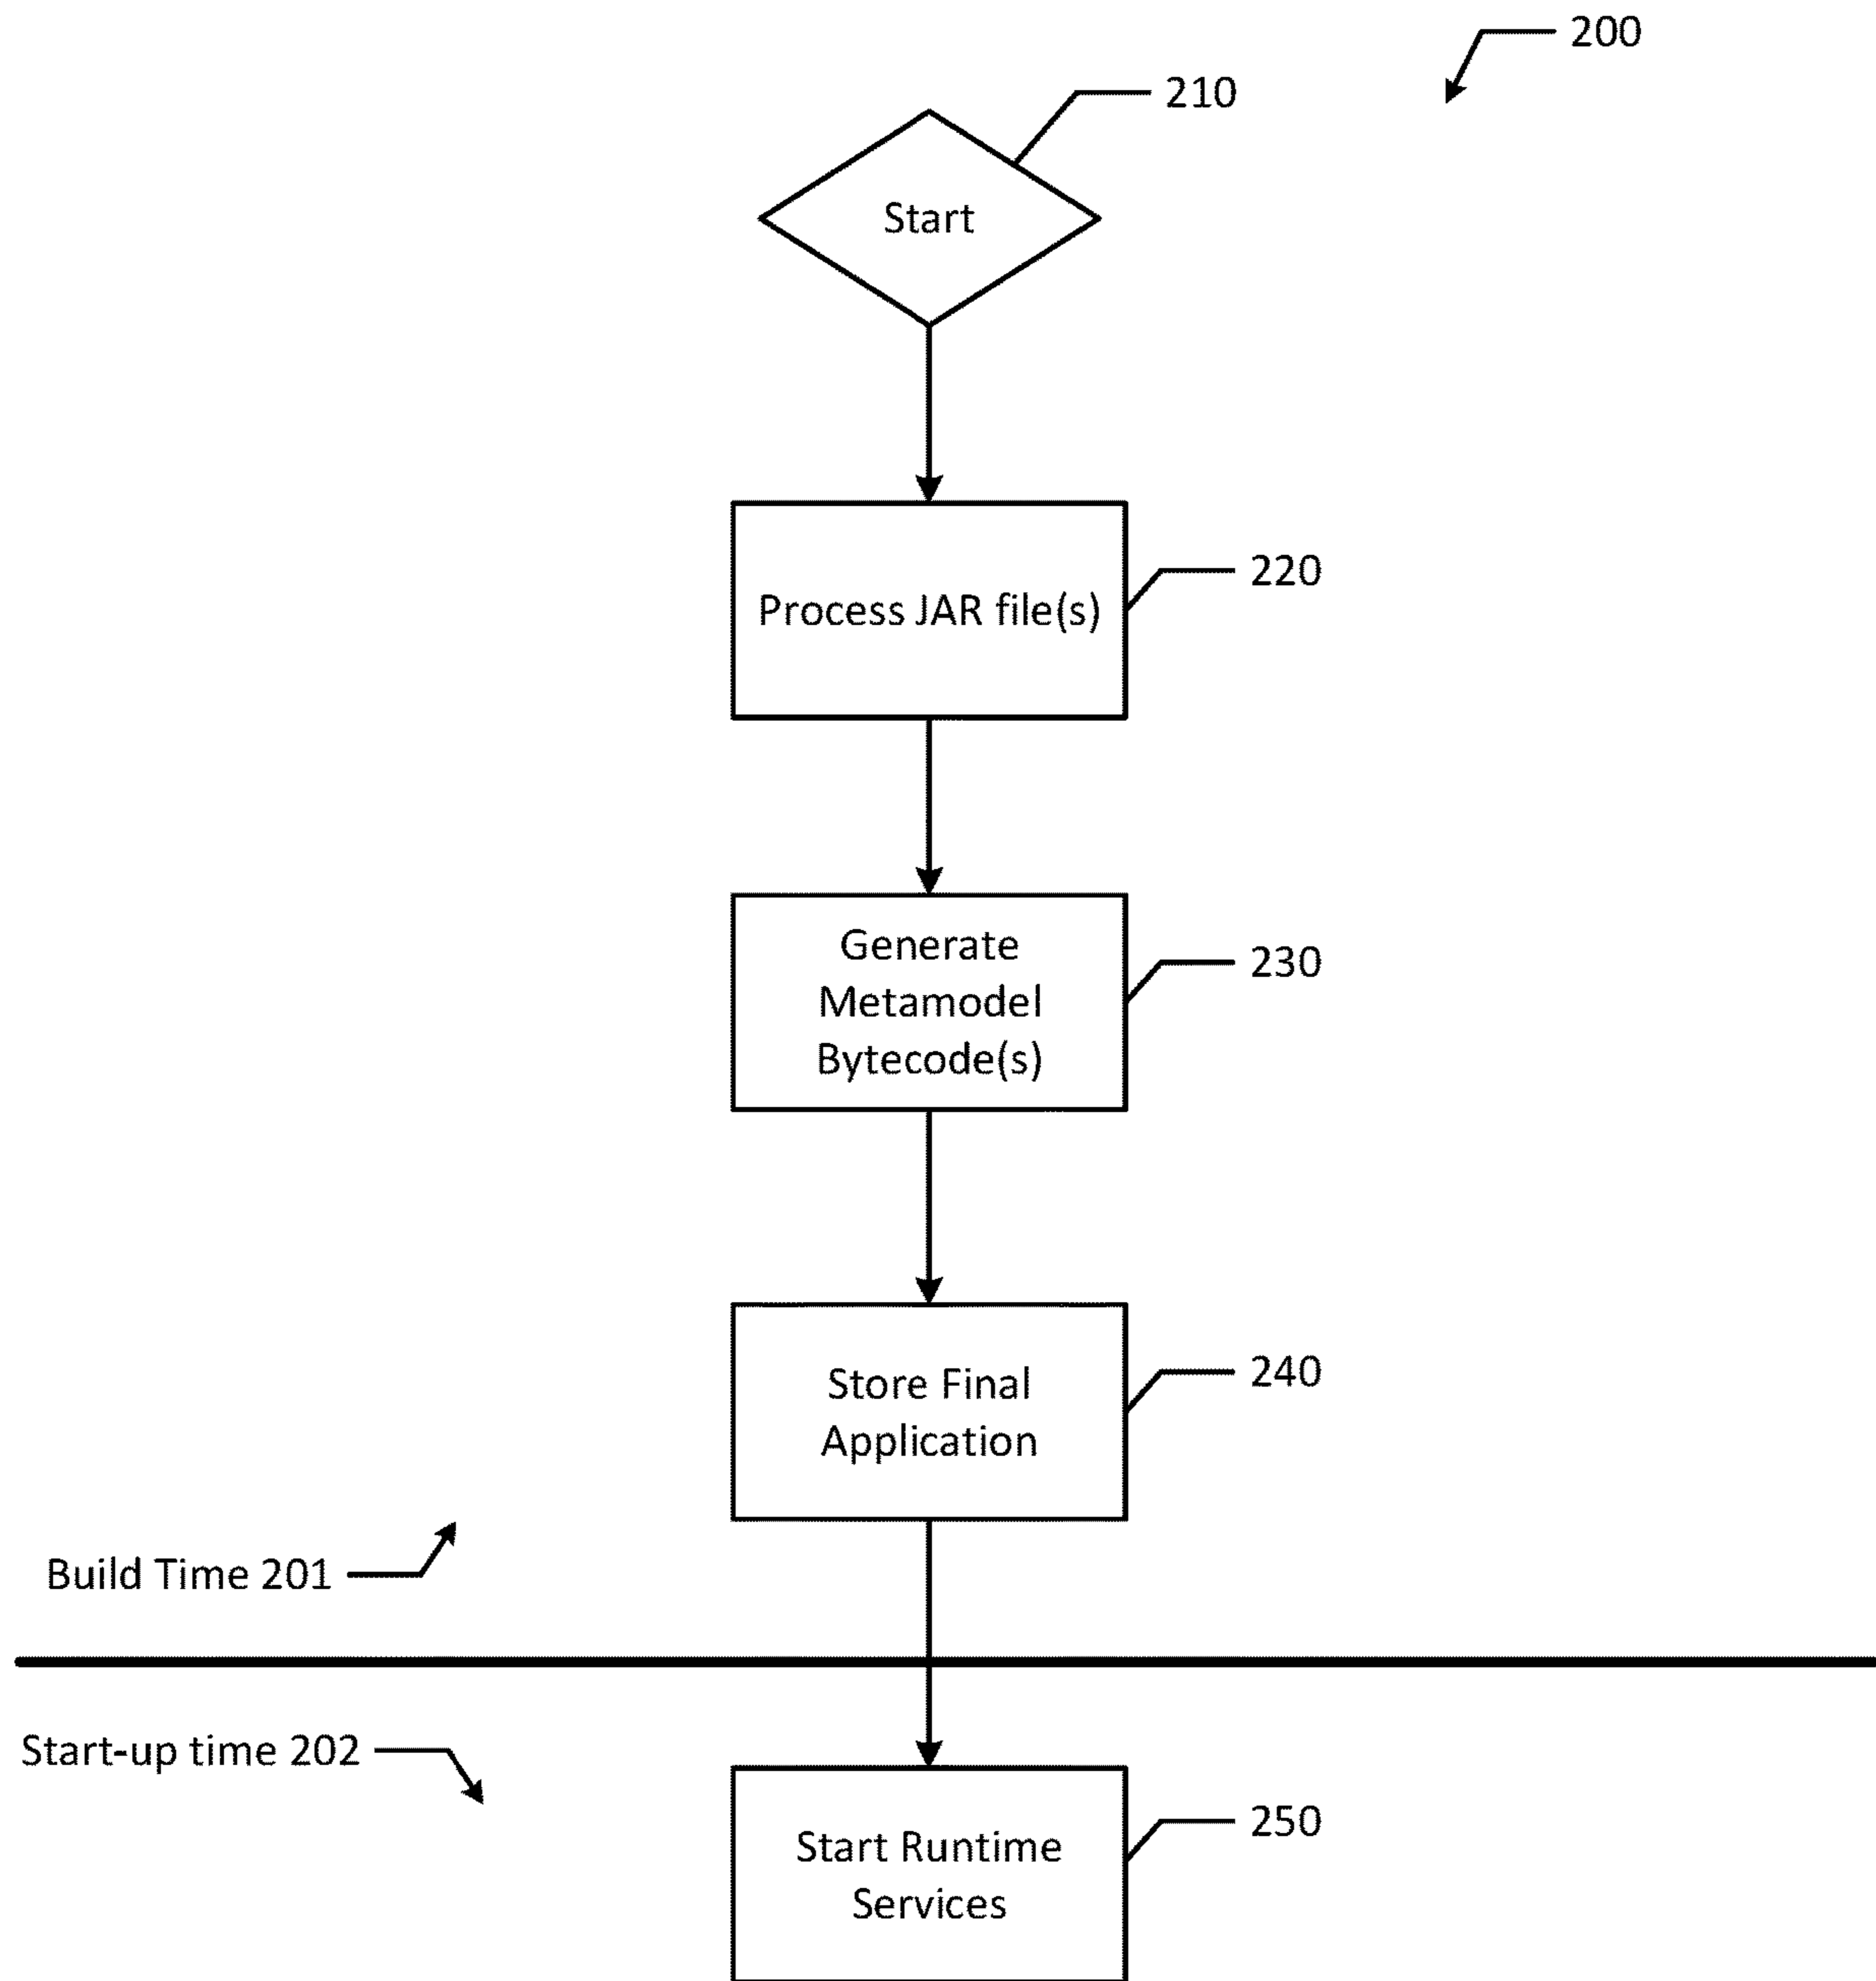 200
210
Start
220
Process JAR file(s)
230
Generate
Metamodel
Bytecode(s)
240
Store Final
Application
Build Time 201
Start-up time 202
250
Start Runtime
Services